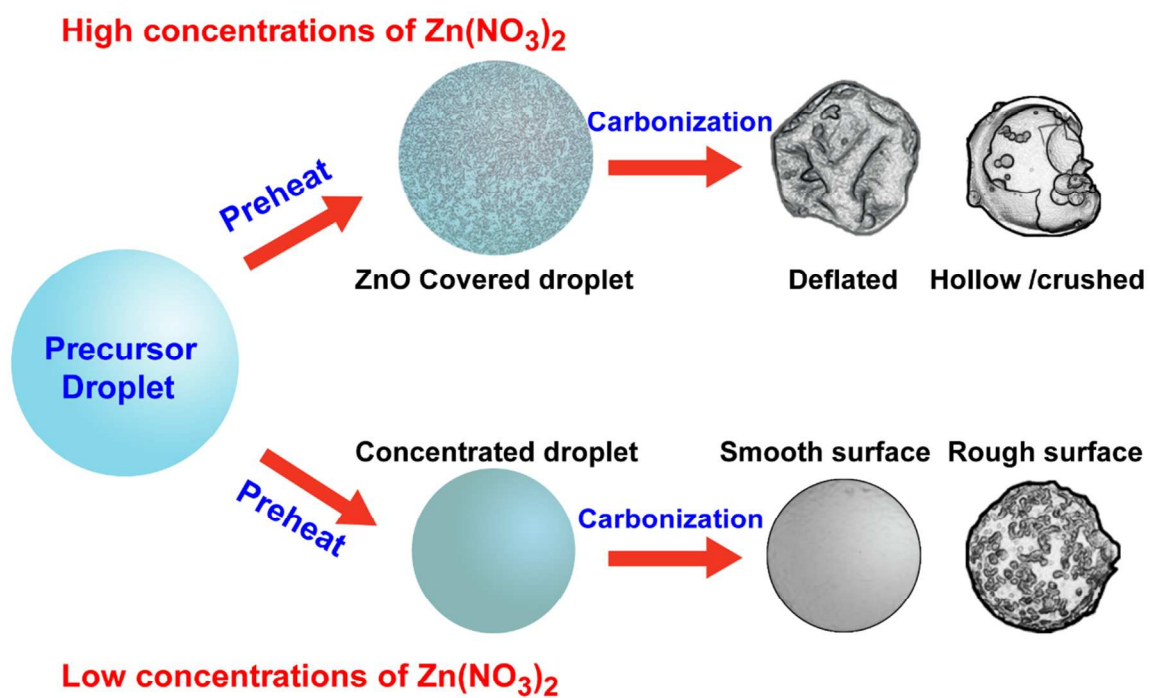 High concentrations of Zn(NO3)2
Carbonization
Preheat
ZnO Covered droplet
Deflated
Hollow /crushed
Precursor
Droplet
Concentrated droplet
Smooth surface
Rough surface
Preheat
Carbonization
Low concentrations of Zn(NO3)2